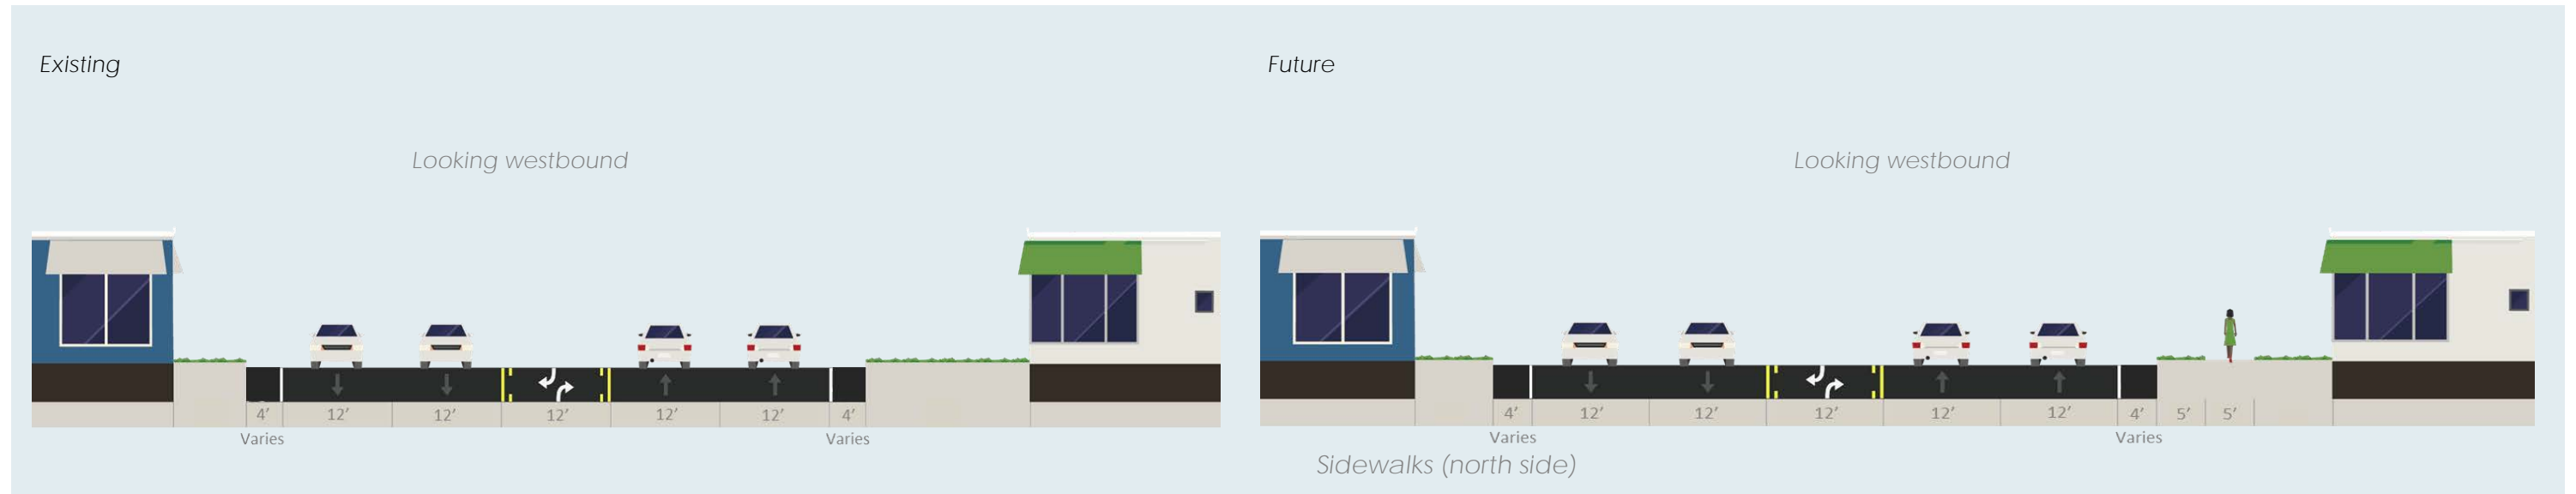 Existing
Future
Looking westbound
Looking westbound
4’ 12’ 12’ 12’ 12’ 12’ 4’
Varies Varies
4’ 12’ 12’ 12’ 12’ 12’ 4’ 5’ 5’
Varies Varies
Sidewalks (north side)